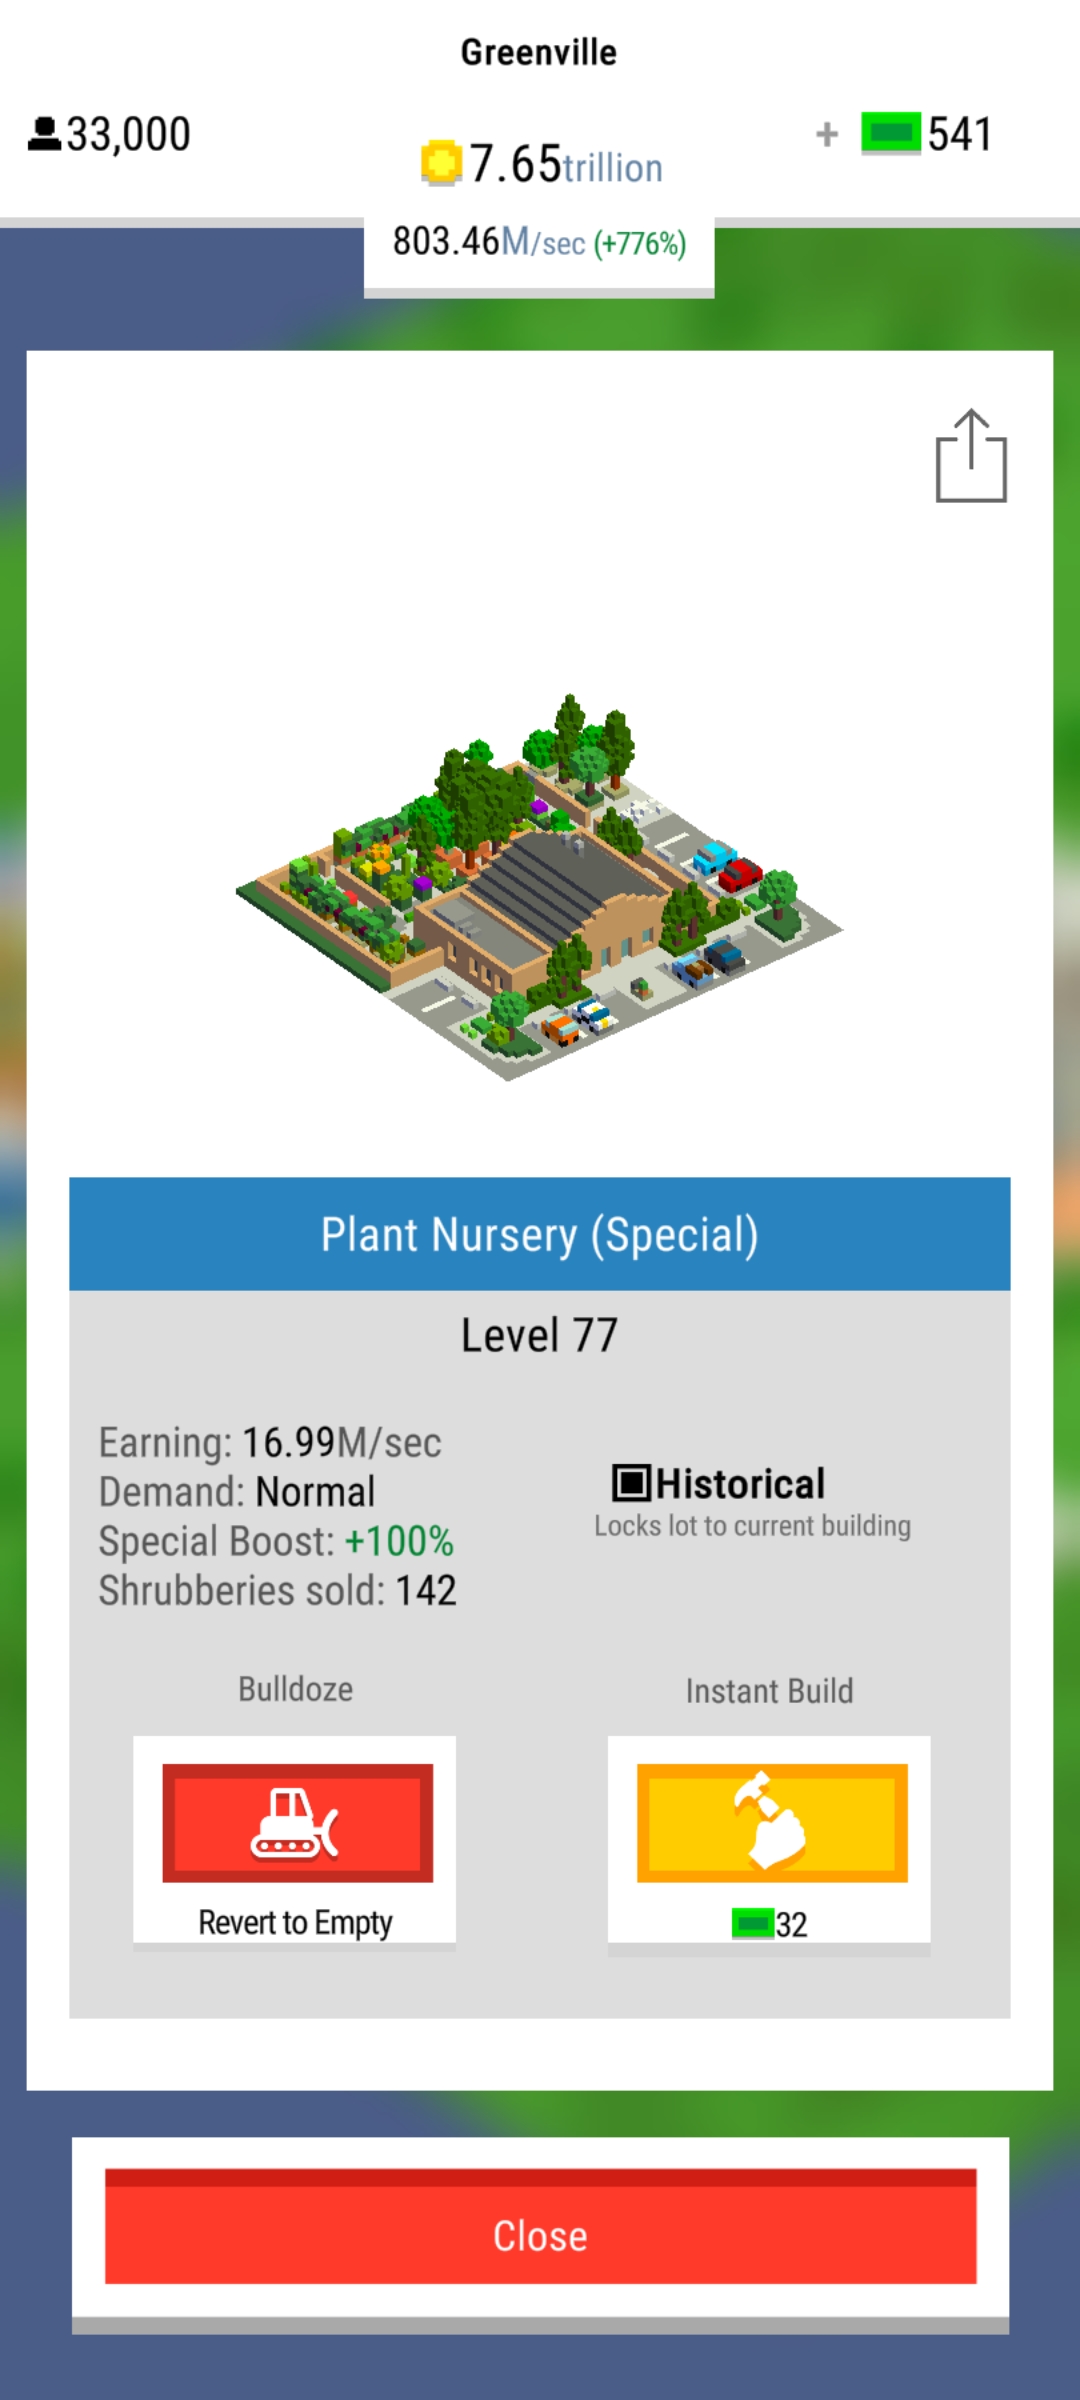 Greenville
33,000
7.65trillion
+ 541
803.46M/sec (+776%)
Plant Nursery (Special)
Level 77
Earning: 16.99M/sec
Demand: Normal
Special Boost: +100%
Shrubberies sold: 142
Historical
Locks lot to current building
Bulldoze
Revert to Empty
Instant Build
32
Close